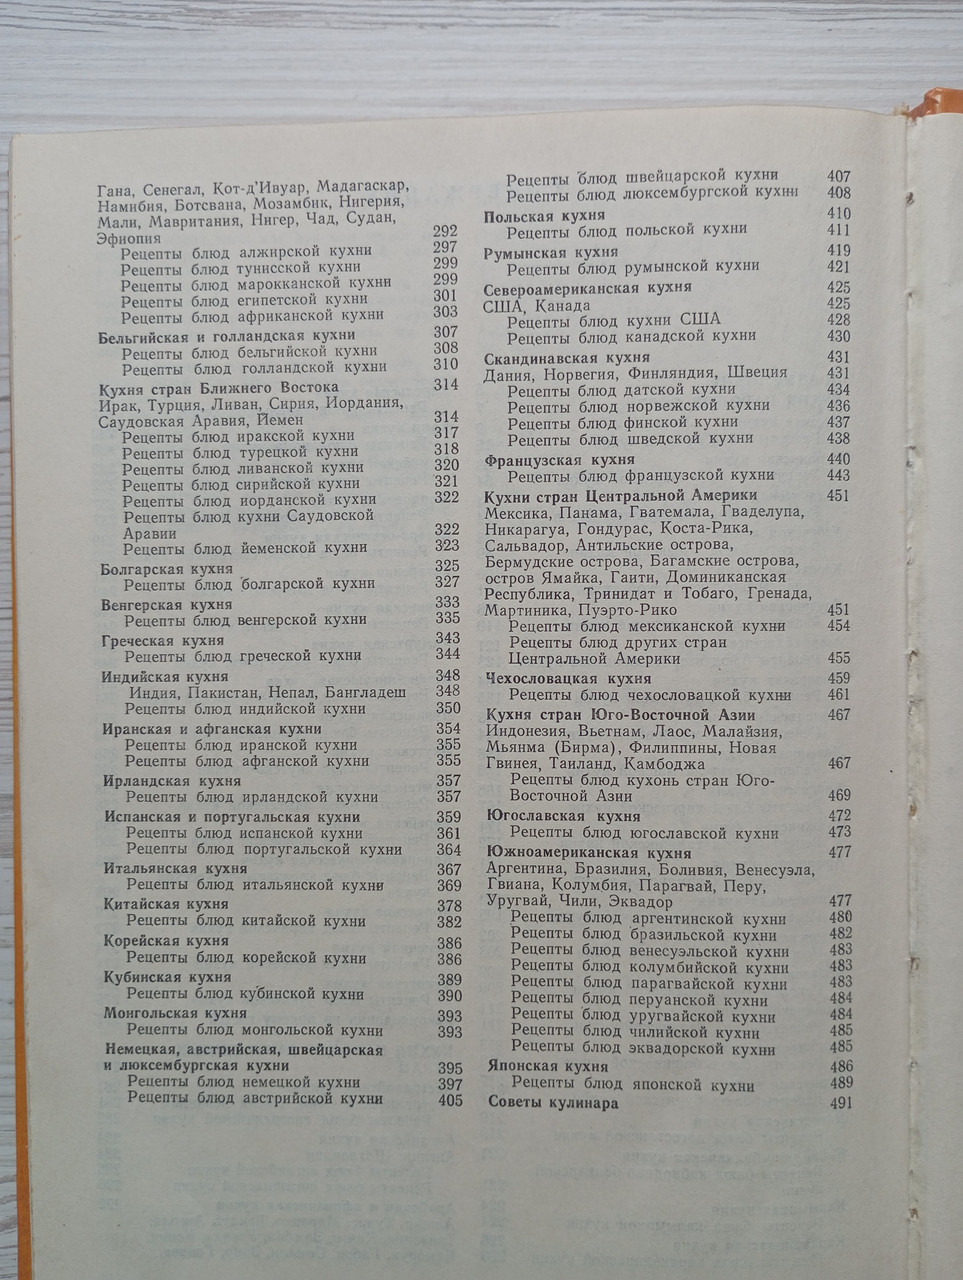 Гана, Сенегал, Кот-д'Ивуар, Мадагаскар,
Намибия, Ботсвана, Мозамбик, Нигерия,
Мали, Мавритания, Нигер, Чад, Судан,
Эфиопия 292
Рецепты блюд алжирской кухни 297
Рецепты блюд тунисской кухни 299
Рецепты блюд марокканской кухни 299
Рецепты блюд египетской кухни 301
Рецепты блюд африканской кухни 303
Бельгийская и голландская кухни 307
Рецепты блюд бельгийской кухни 308
Рецепты блюд голландской кухни 310
Кухня стран Ближнего Востока 314
Ирак, Турция, Ливан, Сирия, Иордания,
Саудовская Аравия, Йемен 314
Рецепты блюд иракской кухни 317
Рецепты блюд турецкой кухни 318
Рецепты блюд ливанской кухни 320
Рецепты блюд сирийской кухни 321
Рецепты блюд иорданской кухни 322
Рецепты блюд кухни Саудовской
Аравии 322
Рецепты блюд йеменской кухни 323
Болгарская кухня 325
Рецепты блюд болгарской кухни 327
Венгерская кухня 333
Рецепты блюд венгерской кухни 335
Греческая кухня 343
Рецепты блюд греческой кухни 344
Индийская кухня 348
Индия, Пакистан, Непал, Бангладеш 348
Рецепты блюд индийской кухни 350
Иранская и афганская кухни 354
Рецепты блюд иранской кухни 355
Рецепты блюд афганской кухни 355
Ирландская кухня 357
Рецепты блюд ирландской кухни 357
Испанская и португальская кухни 359
Рецепты блюд испанской кухни 361
Рецепты блюд португальской кухни 364
Итальянская кухня 367
Рецепты блюд итальянской кухни 369
Китайская кухня 378
Рецепты блюд китайской кухни 382
Корейская кухня 386
Рецепты блюд корейской кухни 386
Кубинская кухня 389
Рецепты блюд кубинской кухни 390
Монгольская кухня 393
Рецепты блюд монгольской кухни 393
Немецкая, австрийская, швейцарская
и люксембургская кухни 395
Рецепты блюд немецкой кухни 397
Рецепты блюд австрийской кухни 405
Рецепты блюд швейцарской кухни 407
Рецепты блюд люксембургской кухни 408
Польская кухня 410
Рецепты блюд польской кухни 411
Румынская кухня 419
Рецепты блюд румынской кухни 421
Североамериканская кухня 425
США, Канада 425
Рецепты блюд кухни США 428
Рецепты блюд канадской кухни 430
Скандинавская кухня 431
Дания, Норвегия, Финляндия, Швеция 431
Рецепты блюд датской кухни 434
Рецепты блюд норвежской кухни 436
Рецепты блюд финской кухни 437
Рецепты блюд шведской кухни 438
Французская кухня 440
Рецепты блюд французской кухни 443
Кухни стран Центральной Америки 451
Мексика, Панама, Гватемала, Гваделупа,
Никарагуа, Гондурас, Коста-Рика,
Сальвадор, Антильские острова,
Бермудские острова, Багамские острова,
остров Ямайка, Гаити, Доминиканская
Республика, Тринидат и Тобаго, Гренада,
Мартиника, Пуэрто-Рико 451
Рецепты блюд мексиканской кухни 454
Рецепты блюд других стран
Центральной Америки 455
Чехословацкая кухня 459
Рецепты блюд чехословацкой кухни 461
Кухня стран Юго-Восточной Азии 467
Индонезия, Вьетнам, Лаос, Малайзия,
Мьянма (Бирма), Филиппины, Новая
Гвинея, Таиланд, Камбоджа 467
Рецепты блюд кухонь стран Юго-
Восточной Азии 469
Югославская кухня 472
Рецепты блюд югославской кухни 473
Южноамериканская кухня 477
Аргентина, Бразилия, Боливия, Венесуэла,
Гвиана, Колумбия, Парагвай, Перу,
Уругвай, Чили, Эквадор 477
Рецепты блюд аргентинской кухни 480
Рецепты блюд бразильской кухни 482
Рецепты блюд венесуэльской кухни 483
Рецепты блюд колумбийской кухни 483
Рецепты блюд парагвайской кухни 483
Рецепты блюд перуанской кухни 484
Рецепты блюд уругвайской кухни 484
Рецепты блюд чилийской кухни 485
Рецепты блюд эквадорской кухни 485
Японская кухня 486
Рецепты блюд японской кухни 489
Советы кулинара 491